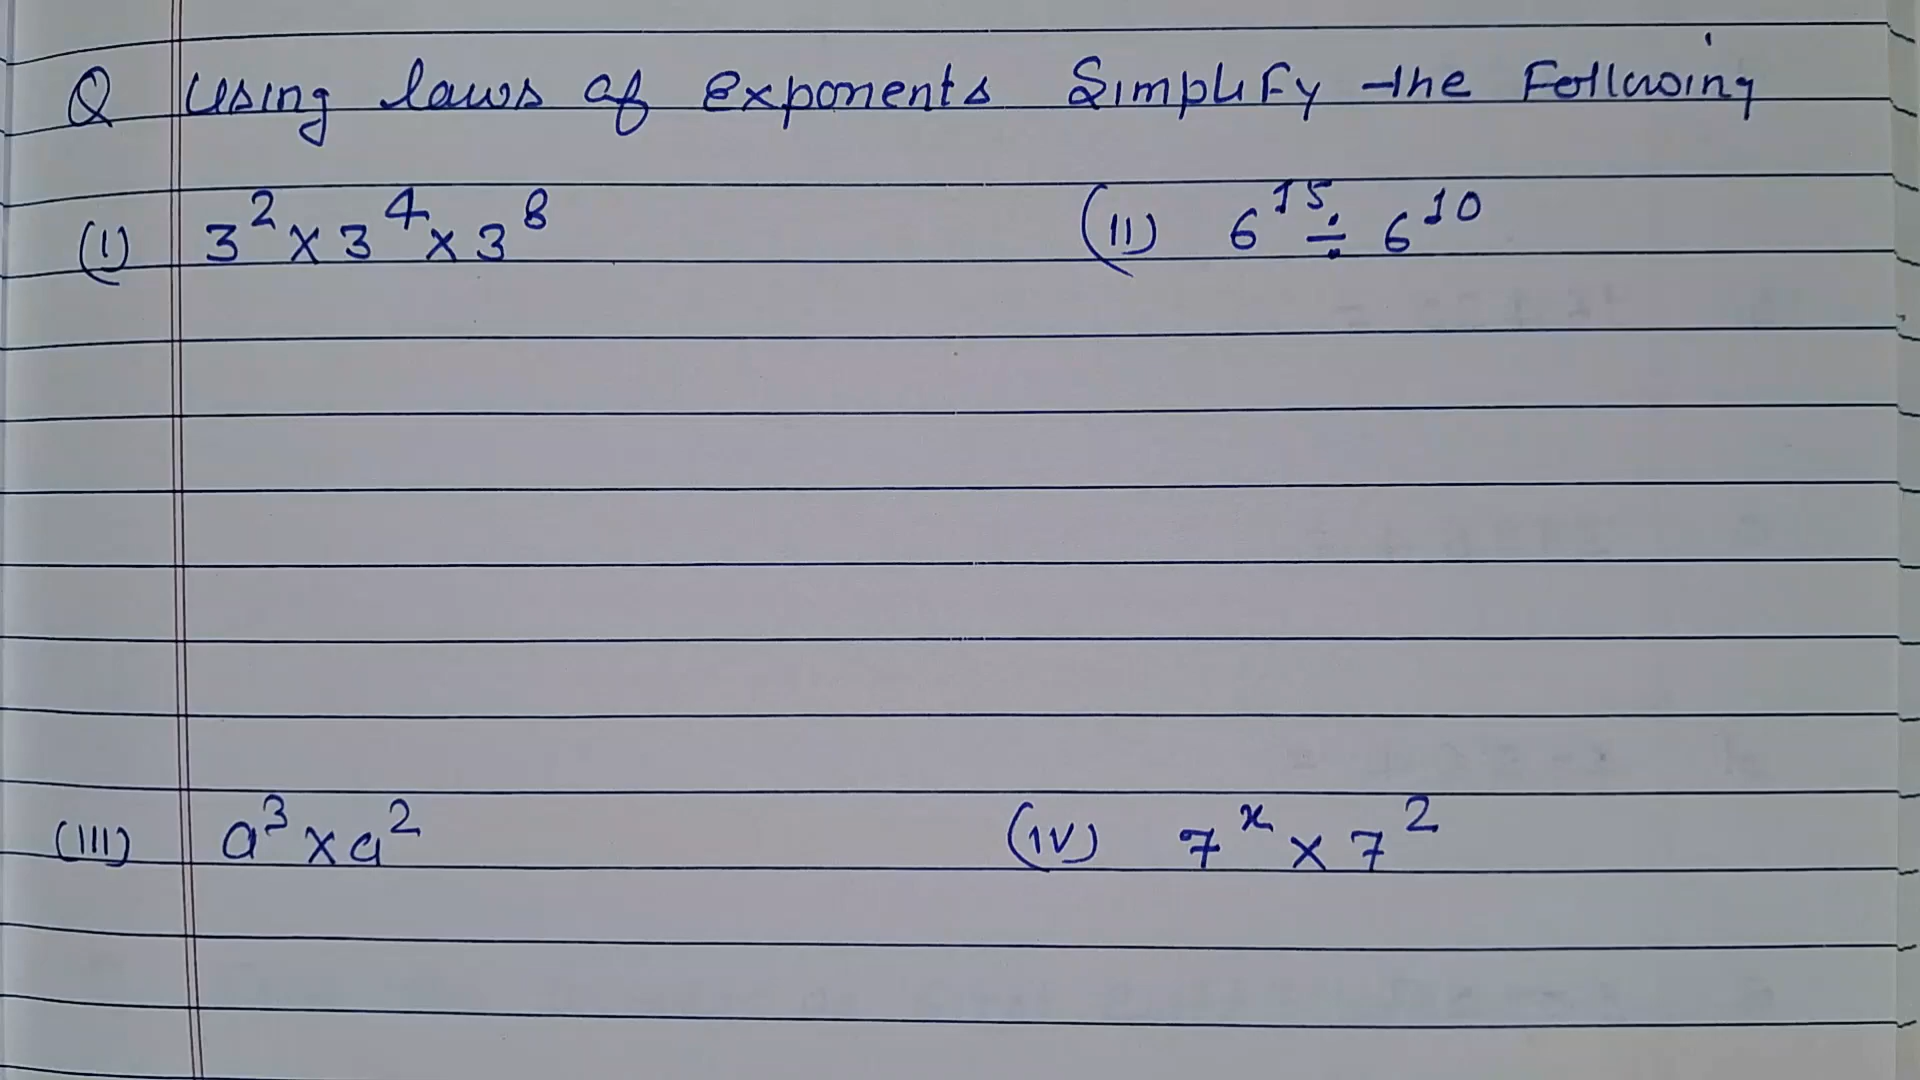 Q Using laws of exponents Simplify the Following
(I) 3² × 3⁴ × 3⁸ (II) 6¹⁵ ÷ 6¹⁰
(III) a³ × a² (IV) 7ˣ × 7²